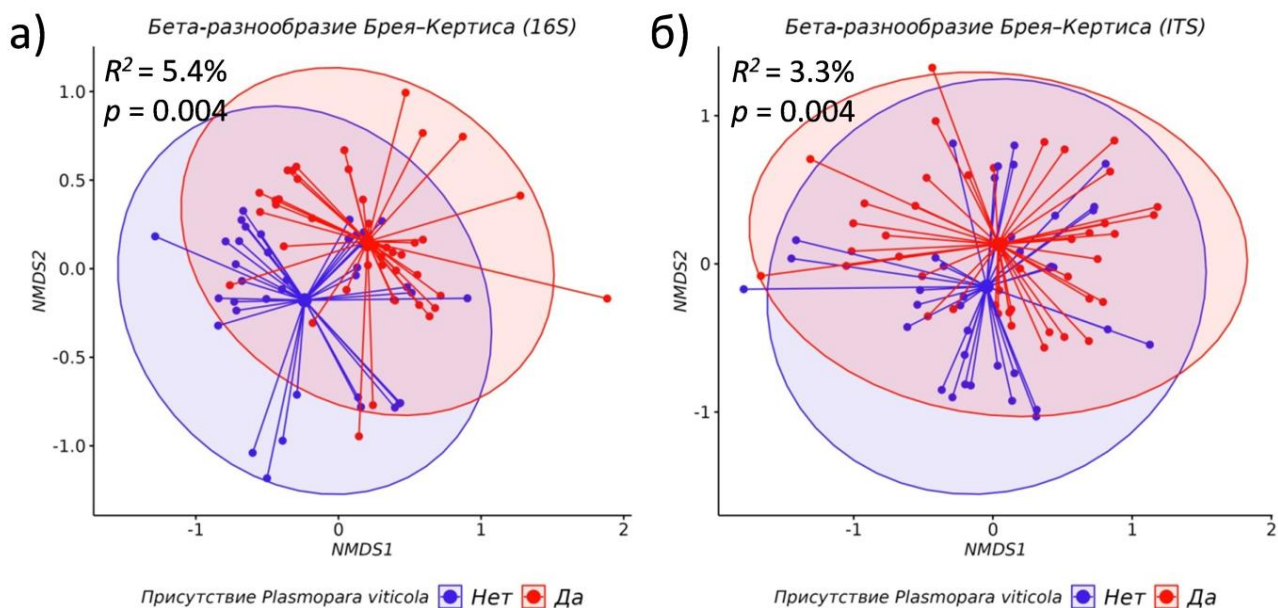 а)
Бета-разнообразие Брея–Кертиса (16S)
R² = 5.4%
p = 0.004
1.0
0.5
0.0
-0.5
-1.0
NMDS2
-1
0
1
2
NMDS1
Присутствие Plasmopara viticola Нет Да
б)
Бета-разнообразие Брея–Кертиса (ITS)
R² = 3.3%
p = 0.004
1
0
-1
NMDS2
-1
0
1
2
NMDS1
Присутствие Plasmopara viticola Нет Да